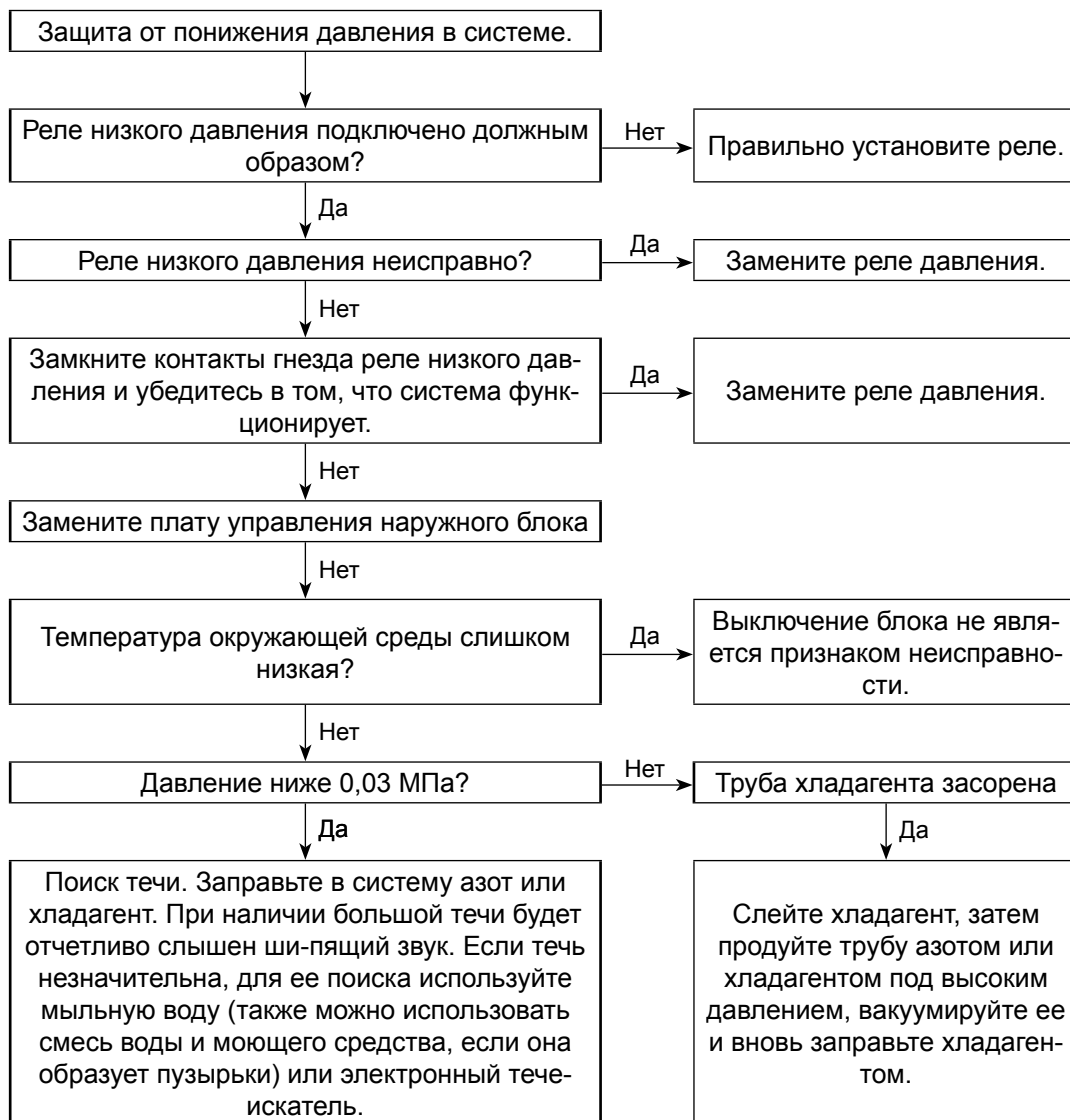 Защита от понижения давления в системе.
Реле низкого давления подключено должным
образом?
Нет
Правильно установите реле.
Да
Реле низкого давления неисправно?
Да
Замените реле давления.
Нет
Замкните контакты гнезда реле низкого дав-
ления и убедитесь в том, что система функ-
ционирует.
Да
Замените реле давления.
Нет
Замените плату управления наружного блока
Нет
Температура окружающей среды слишком
низкая?
Да
Выключение блока не явля-
ется признаком неисправно-
сти.
Нет
Давление ниже 0,03 МПа?
Нет
Труба хладагента засорена
Да
Поиск течи. Заправьте в систему азот или
хладагент. При наличии большой течи будет
отчетливо слышен ши-пящий звук. Если течь
незначительна, для ее поиска используйте
мыльную воду (также можно использовать
смесь воды и моющего средства, если она
образует пузырьки) или электронный тече-
искатель.
Да
Слейте хладагент, затем
продуйте трубу азотом или
хладагентом под высоким
давлением, вакуумируйте ее
и вновь заправьте хладаген-
том.